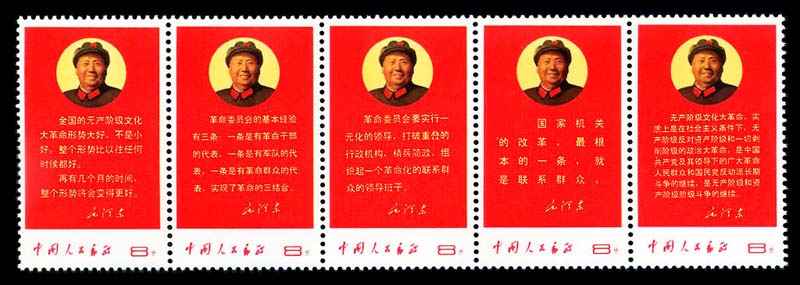 全国的无产阶级文化
大革命形势大好,不是小
好。整个形势比以往任何
时候都好。
再有几个月的时间,
整个形势将会变得更好。
毛泽东
中国人民邮政 8分
革命委员会的基本经验
有三条:一条是有革命干部
的代表,一条是有军队的代
表,一条是有革命群众的代
表,实现了革命的三结合。
毛泽东
中国人民邮政 8分
革命委员会要实行一
元化的领导,打破重叠的
行政机构,精兵简政,组
织起一个革命化的联系群
众的领导班子。
毛泽东
中国人民邮政 8分
国家机关
的改革,最根
本的一条,就
是联系群众。
毛泽东
中国人民邮政 8分
无产阶级文化大革命,实
质上是在社会主义条件下,无
产阶级反对资产阶级和一切剥
削阶级的政治大革命,是中国
共产党及其领导下的广大革命
人民群众和国民党反动派长期
斗争的继续,是无产阶级和资
产阶级阶级斗争的继续。
毛泽东
中国人民邮政 8分